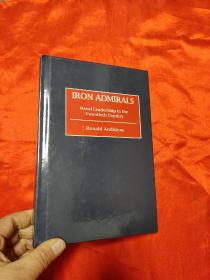 IRON ADMIRALS
Naval Leadership in the
Twentieth Century
Ronald Andidora